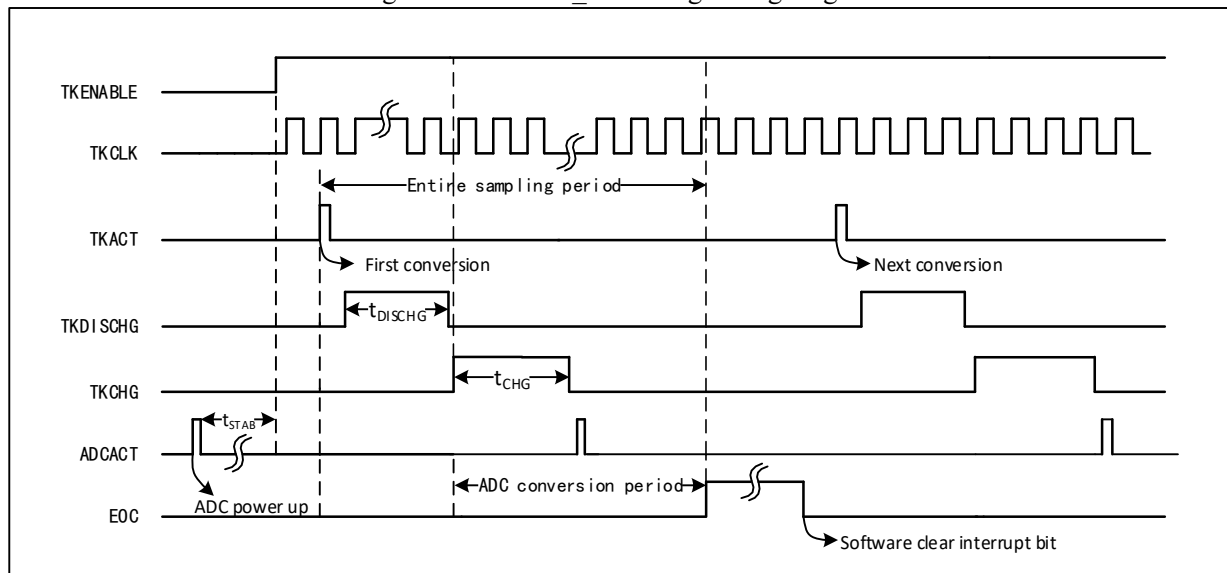 TKENABLE
TKCLK
Entire sampling period
TKACT
First conversion
Next conversion
TKDISCHG
tDISCHG
TKCHG
tCHG
tSTAB
ADCACT
ADC power up
ADC conversion period
EOC
Software clear interrupt bit